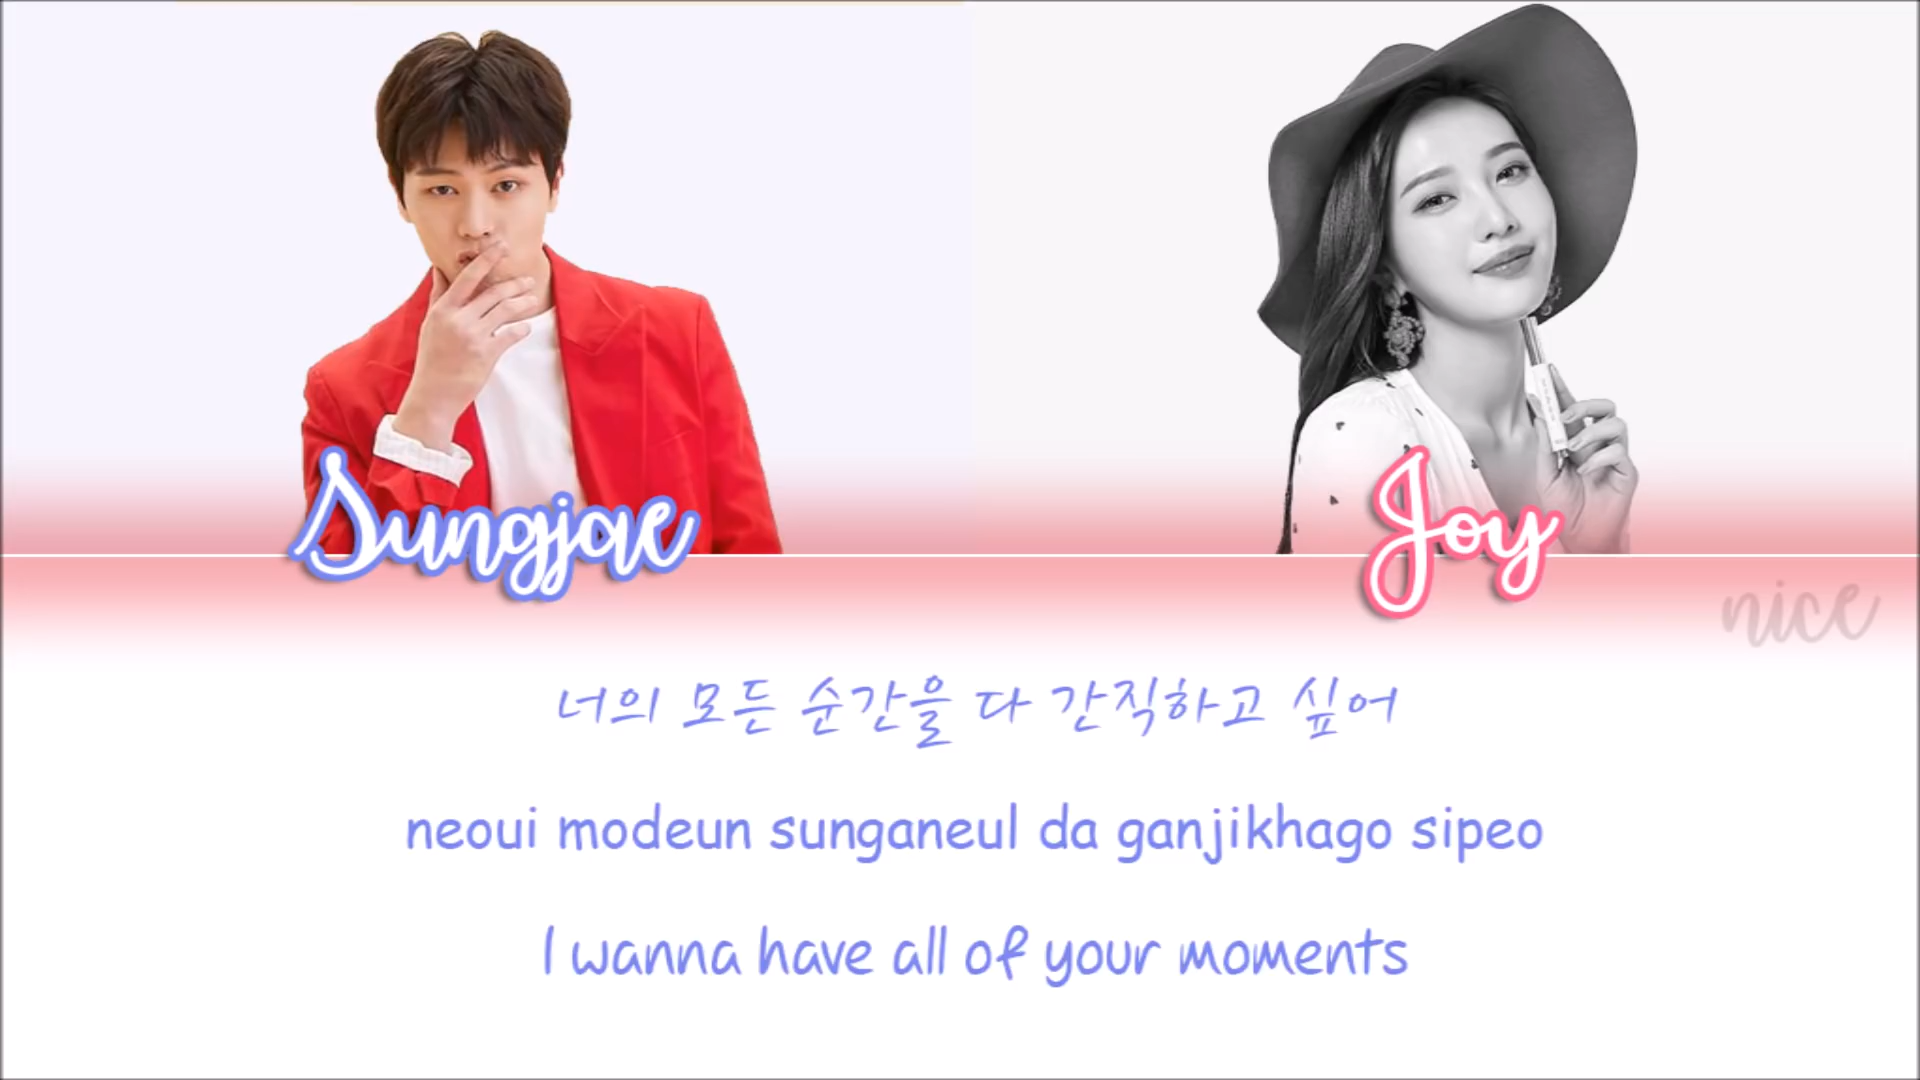 Sungjae
Joy
nice
너의 모든 순간을 다 간직하고 싶어
neoui modeun sunganeul da ganjikhago sipeo
I wanna have all of your moments